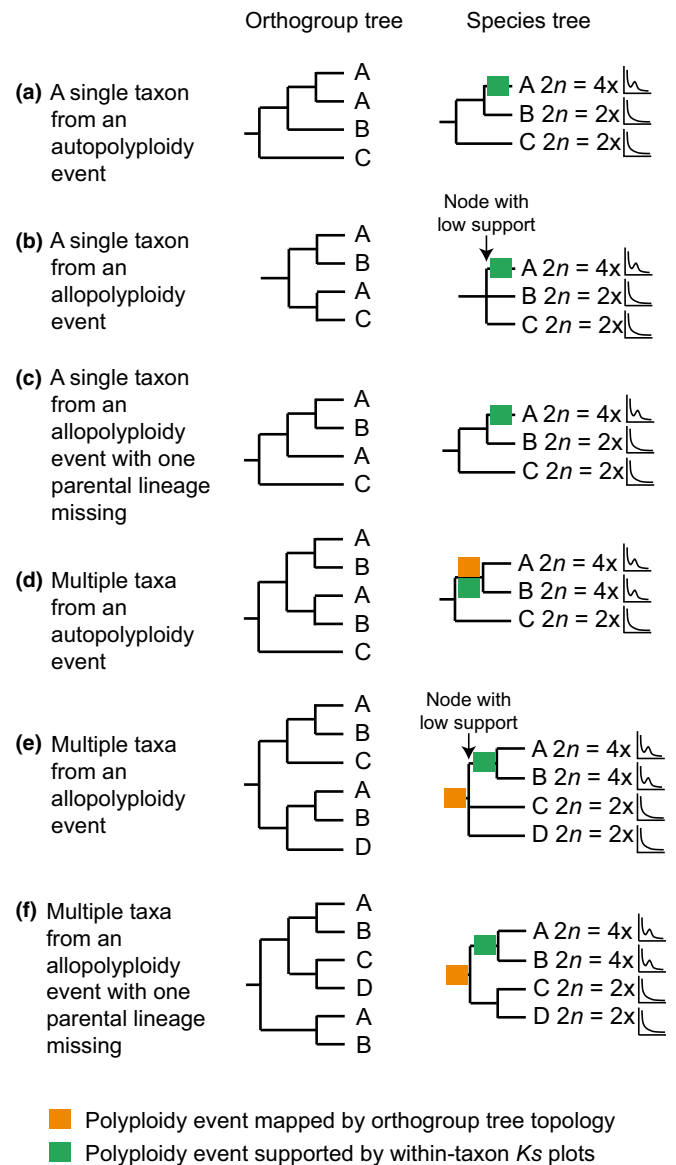 Orthogroup tree
Species tree
(a) A single taxon
from an
autopolyploidy
event
A
A
B
C
A 2n = 4x
B 2n = 2x
C 2n = 2x
(b) A single taxon
from an
allopolyploidy
event
A
B
A
C
Node with
low support
A 2n = 4x
B 2n = 2x
C 2n = 2x
(c) A single taxon
from an
allopolyploidy
event with one
parental lineage
missing
A
B
A
C
A 2n = 4x
B 2n = 2x
C 2n = 2x
(d) Multiple taxa
from an
autopolyploidy
event
A
B
A
B
C
A 2n = 4x
B 2n = 4x
C 2n = 2x
(e) Multiple taxa
from an
allopolyploidy
event
A
B
C
A
B
D
Node with
low support
A 2n = 4x
B 2n = 4x
C 2n = 2x
D 2n = 2x
(f) Multiple taxa
from an
allopolyploidy
event with one
parental lineage
missing
A
B
C
D
A
B
A 2n = 4x
B 2n = 4x
C 2n = 2x
D 2n = 2x
Polyploidy event mapped by orthogroup tree topology
Polyploidy event supported by within-taxon Ks plots